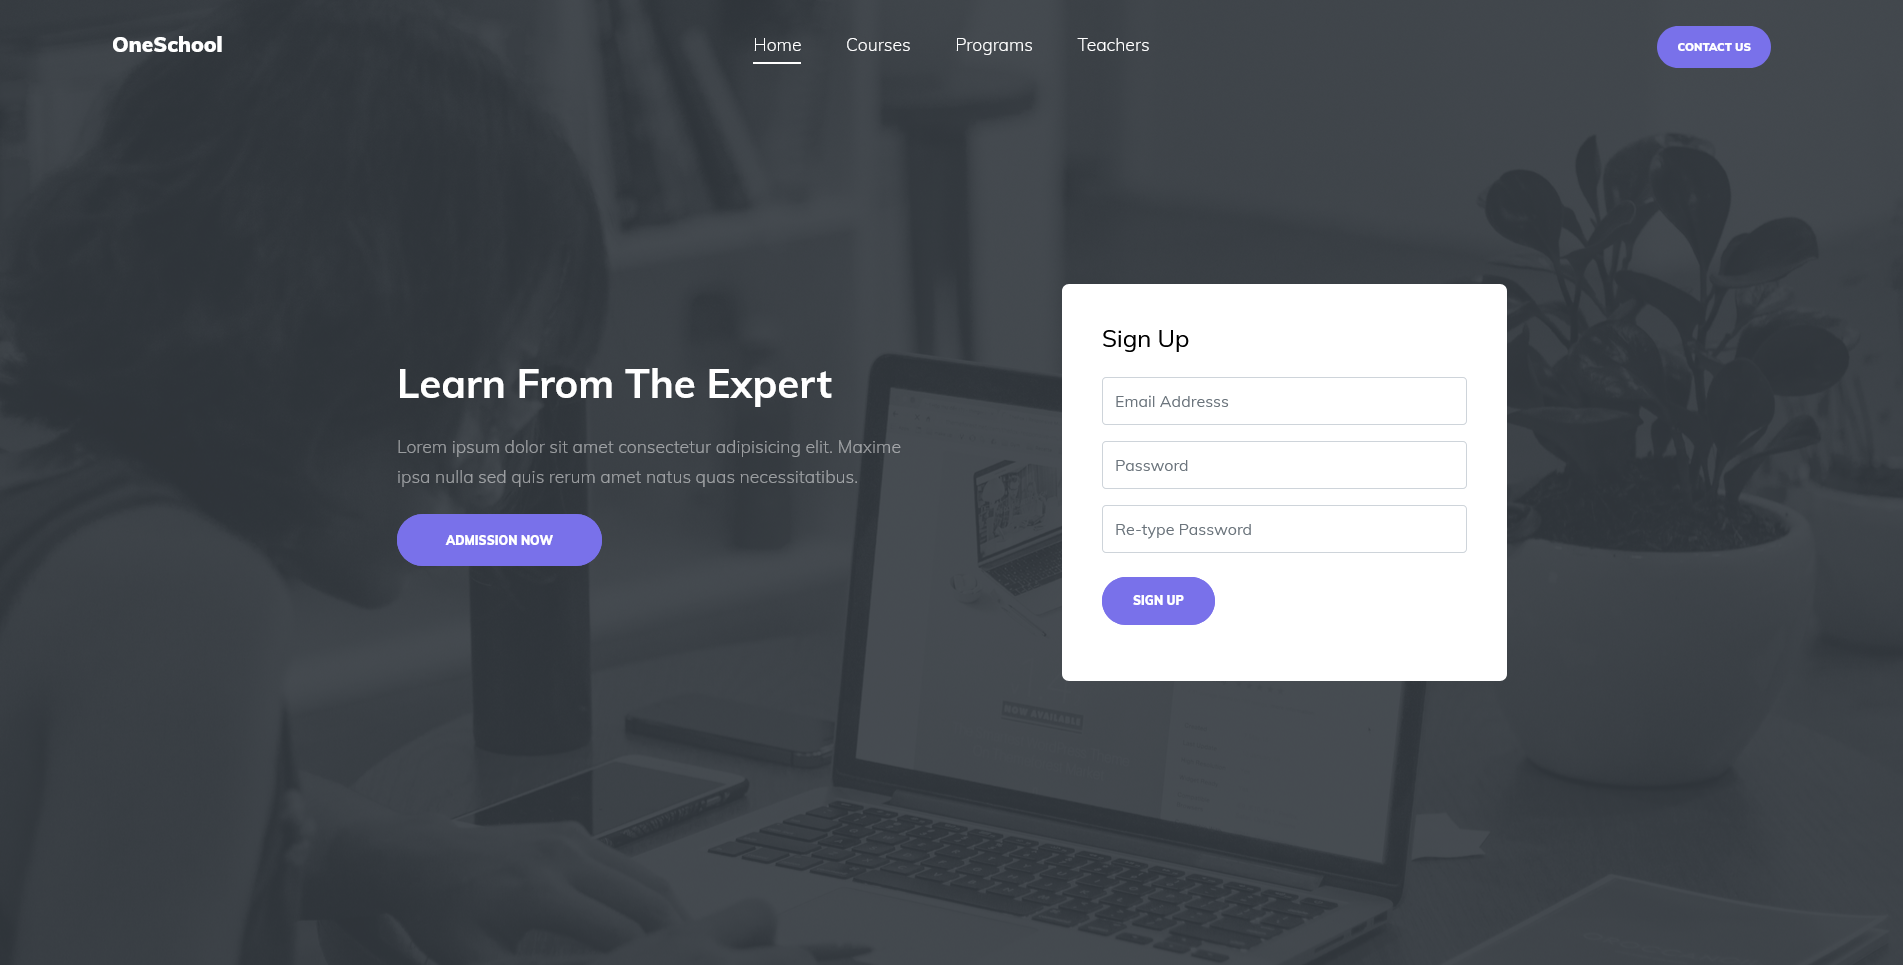 OneSchool
Home
Courses
Programs
Teachers
CONTACT US
Learn From The Expert
Lorem ipsum dolor sit amet consectetur adipisicing elit. Maxime
ipsa nulla sed quis rerum amet natus quas necessitatibus.
ADMISSION NOW
Sign Up
Email Addresss
Password
Re-type Password
SIGN UP
NOW AVAILABLE